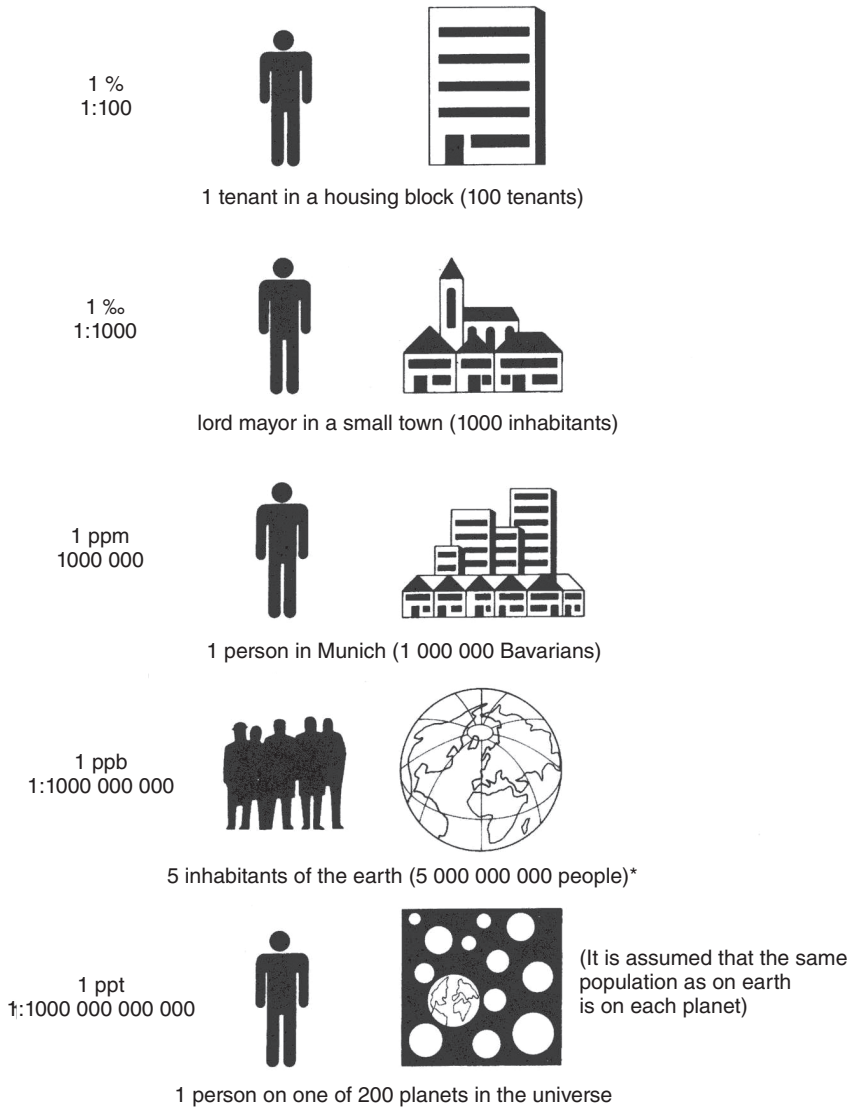 1 %
1:100
1 tenant in a housing block (100 tenants)
1 ‰
1:1000
lord mayor in a small town (1000 inhabitants)
1 ppm
1000 000
1 person in Munich (1 000 000 Bavarians)
1 ppb
1:1000 000 000
5 inhabitants of the earth (5 000 000 000 people)*
1 ppt
1:1000 000 000 000
(It is assumed that the same
population as on earth
is on each planet)
1 person on one of 200 planets in the universe